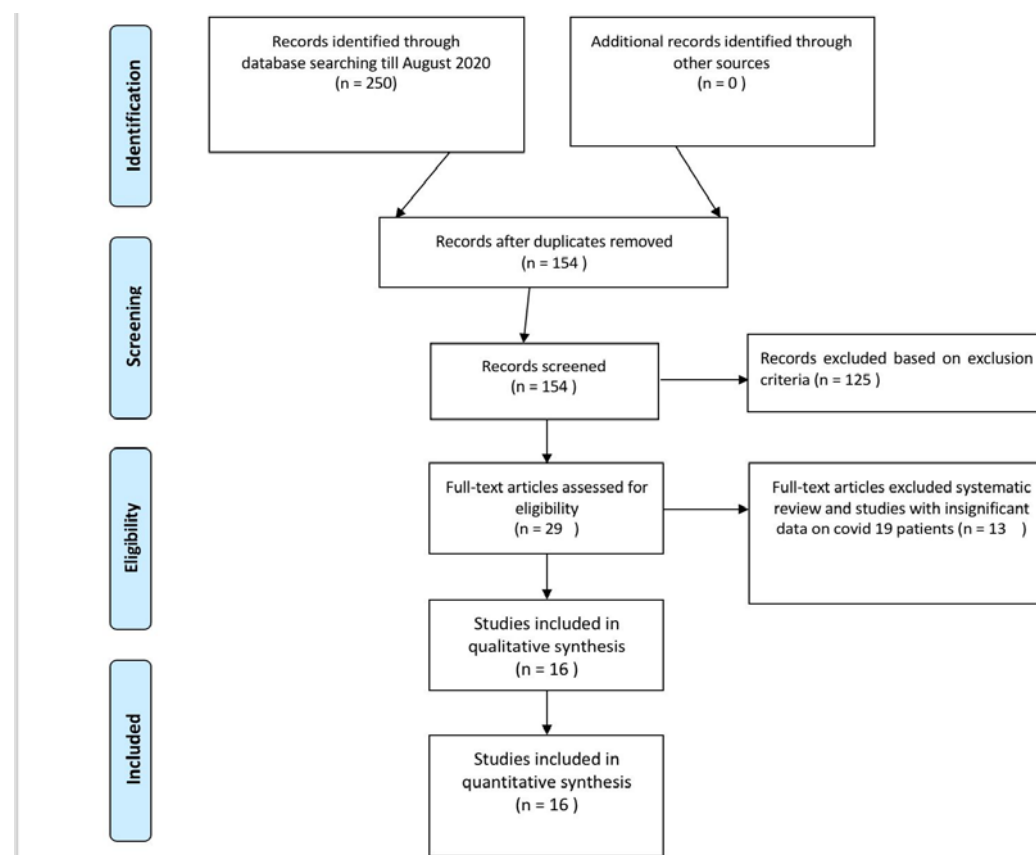 Identification
Records identified through
database searching till August 2020
(n = 250)
Additional records identified through
other sources
(n = 0 )
Records after duplicates removed
(n = 154 )
Screening
Records screened
(n = 154 )
Records excluded based on exclusion
criteria (n = 125 )
Eligibility
Full-text articles assessed for
eligibility
(n = 29 )
Full-text articles excluded systematic
review and studies with insignificant
data on covid 19 patients (n = 13 )
Studies included in
qualitative synthesis
(n = 16 )
Included
Studies included in
quantitative synthesis
(n = 16 )